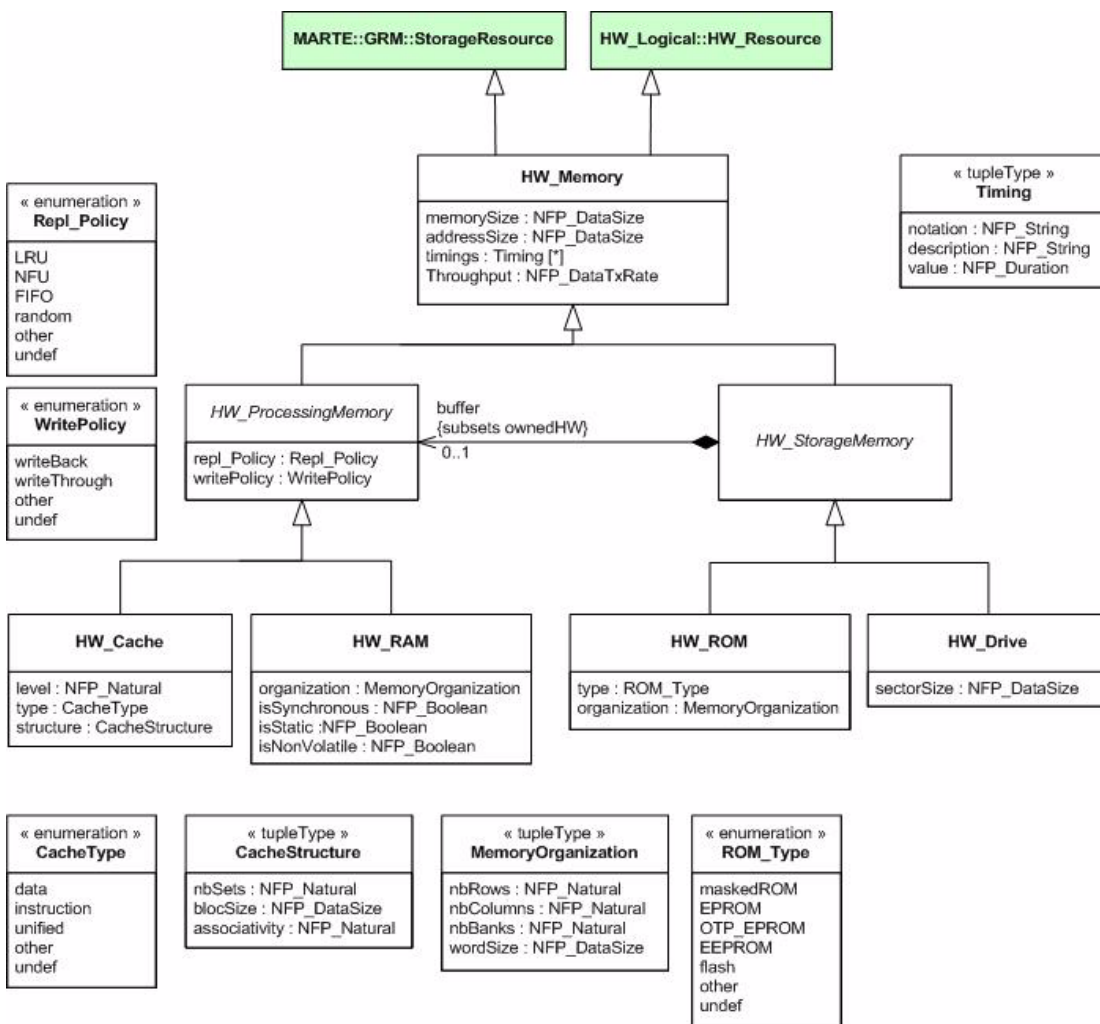 MARTE::GRM::StorageResource
HW_Logical::HW_Resource
HW_Memory
memorySize : NFP_DataSize
addressSize : NFP_DataSize
timings : Timing [*]
Throughput : NFP_DataTxRate
« tupleType »
Timing
notation : NFP_String
description : NFP_String
value : NFP_Duration
« enumeration »
Repl_Policy
LRU
NFU
FIFO
random
other
undef
« enumeration »
WritePolicy
writeBack
writeThrough
other
undef
HW_ProcessingMemory
repl_Policy : Repl_Policy
writePolicy : WritePolicy
buffer
{subsets ownedHW}
0..1
HW_StorageMemory
HW_Cache
level : NFP_Natural
type : CacheType
structure : CacheStructure
HW_RAM
organization : MemoryOrganization
isSynchronous : NFP_Boolean
isStatic :NFP_Boolean
isNonVolatile : NFP_Boolean
HW_ROM
type : ROM_Type
organization : MemoryOrganization
HW_Drive
sectorSize : NFP_DataSize
« enumeration »
CacheType
data
instruction
unified
other
undef
« tupleType »
CacheStructure
nbSets : NFP_Natural
blocSize : NFP_DataSize
associativity : NFP_Natural
« tupleType »
MemoryOrganization
nbRows : NFP_Natural
nbColumns : NFP_Natural
nbBanks : NFP_Natural
wordSize : NFP_DataSize
« enumeration »
ROM_Type
maskedROM
EPROM
OTP_EPROM
EEPROM
flash
other
undef